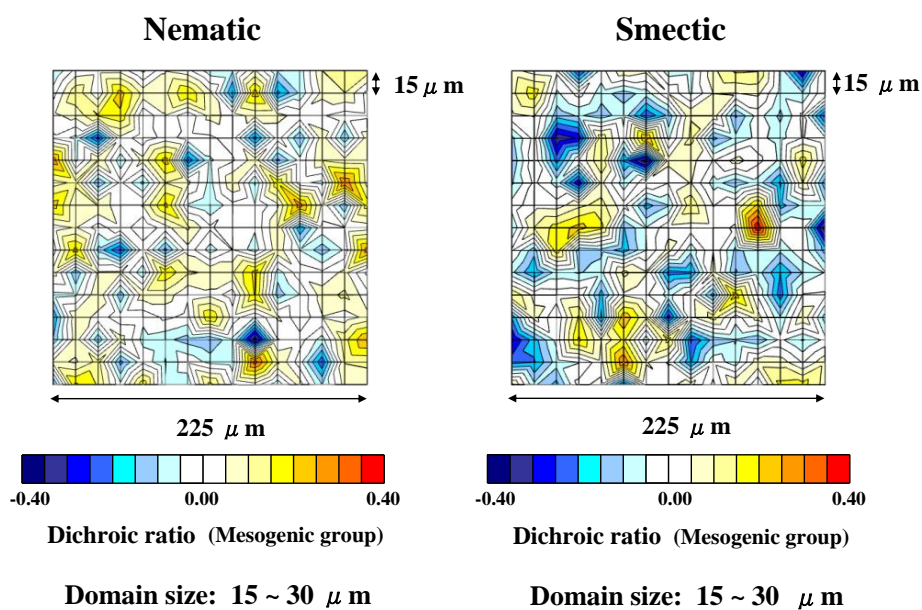 Nematic
Smectic
15 μ m
15 μ m
225 μ m
225 μ m
-0.40 0.00 0.40
-0.40 0.00 0.40
Dichroic ratio (Mesogenic group)
Dichroic ratio (Mesogenic group)
Domain size: 15 ~ 30 μ m
Domain size: 15 ~ 30 μ m